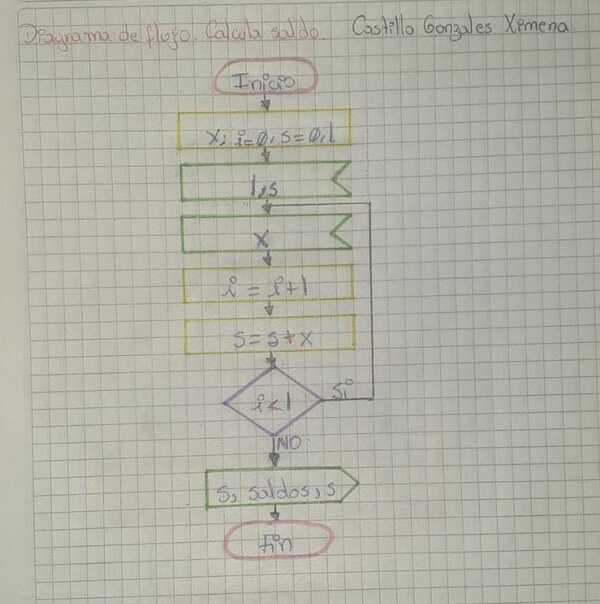 Diagrama de flujo. Calcula saldo. Castillo Gonzales Ximena
Inicio
x, i=0, s=0, l
l, s
x
i = i+1
s = s+x
i<l
Si
NO
s, saldos, s
Fin